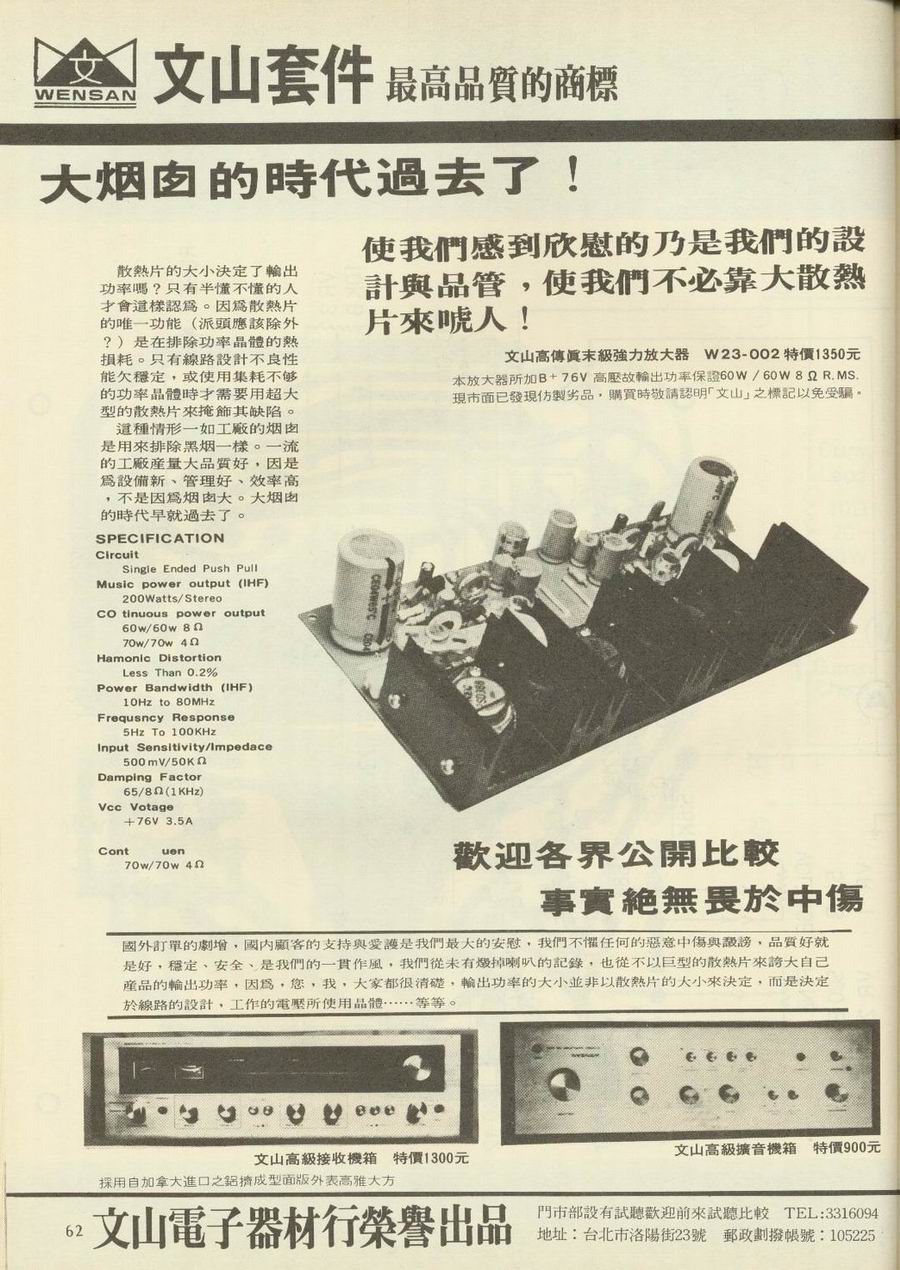 文
WENSAN
文山套件 最高品質的商標
大烟囱的時代過去了！
使我們感到欣慰的乃是我們的設
計與品管，使我們不必靠大散熱
片來唬人！
文山高傳眞末級強力放大器 W23-002 特價1350元
本放大器所加B+ 76V 高壓故輸出功率保證60W / 60W 8 Ω R.MS.
現市面已發現仿製劣品，購買時敬請認明「文山」之標記以免受騙。
散熱片的大小決定了輸出
功率嗎？只有半懂不懂的人
才會這樣認爲。因爲散熱片
的唯一功能（派頭應該除外
？）是在排除功率晶體的熱
損耗。只有線路設計不良性
能欠穩定，或使用集耗不够
的功率晶體時才需要用超大
型的散熱片來掩飾其缺陷。
這種情形一如工廠的烟囱
是用來排除黑烟一樣。一流
的工廠産量大品質好，因是
爲設備新、管理好、效率高
，不是因爲烟囱大。大烟囱
的時代早就過去了。
SPECIFICATION
Circuit
Single Ended Push Pull
Music power output (IHF)
200Watts/Stereo
CO tinuous power output
60w/60w 8Ω
70w/70w 4Ω
Hamonic Distortion
Less Than 0.2%
Power Bandwidth (IHF)
10Hz to 80MHz
Frequsncy Response
5Hz To 100KHz
Input Sensitivity/Impedace
500mV/50KΩ
Damping Factor
65/8Ω(1KHz)
Vcc Votage
+76V 3.5A
Cont uen
70w/70w 4Ω
歡迎各界公開比較
事實絶無畏於中傷
國外訂單的劇增，國内顧客的支持與愛護是我們最大的安慰，我們不懼任何的惡意中傷與譭謗，品質好就
是好，穩定、安全、是我們的一貫作風，我們從未有燬掉喇叭的記錄，也從不以巨型的散熱片來誇大自己
産品的輸出功率，因爲，您，我，大家都很清礎，輸出功率的大小並非以散熱片的大小來決定，而是決定
於線路的設計，工作的電壓所使用晶體……等等。
文山高級接收機箱 特價1300元
文山高級擴音機箱 特價900元
採用自加拿大進口之鋁擠成型面版外表高雅大方
62 文山電子器材行榮譽出品
門市部設有試聽歡迎前來試聽比較 TEL:3316094
地址：台北市洛陽街23號 郵政劃撥帳號：105225